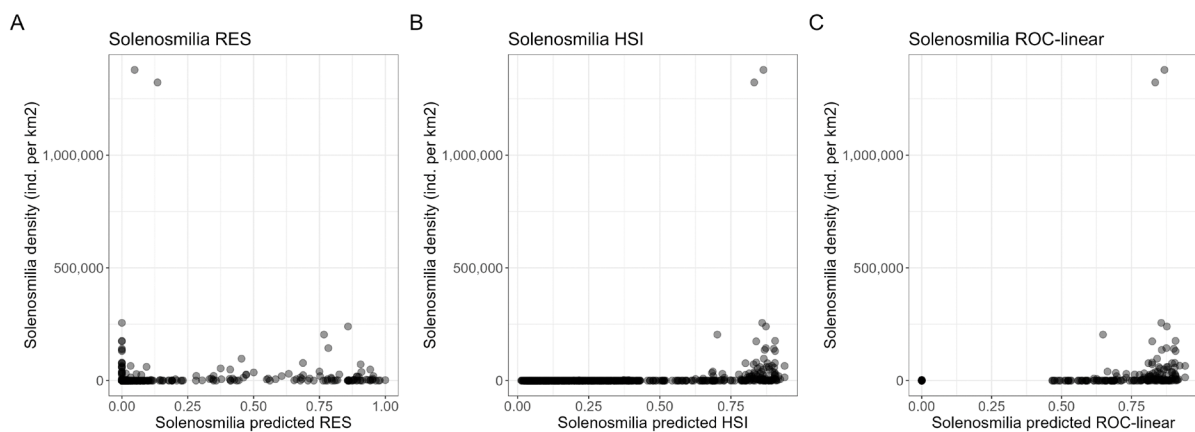 A
Solenosmilia RES
Solenosmilia density (ind. per km2)
1,000,000
500,000
0
0.00 0.25 0.50 0.75 1.00
Solenosmilia predicted RES
B
Solenosmilia HSI
Solenosmilia density (ind. per km2)
1,000,000
500,000
0
0.00 0.25 0.50 0.75
Solenosmilia predicted HSI
C
Solenosmilia ROC-linear
Solenosmilia density (ind. per km2)
1,000,000
500,000
0
0.00 0.25 0.50 0.75
Solenosmilia predicted ROC-linear